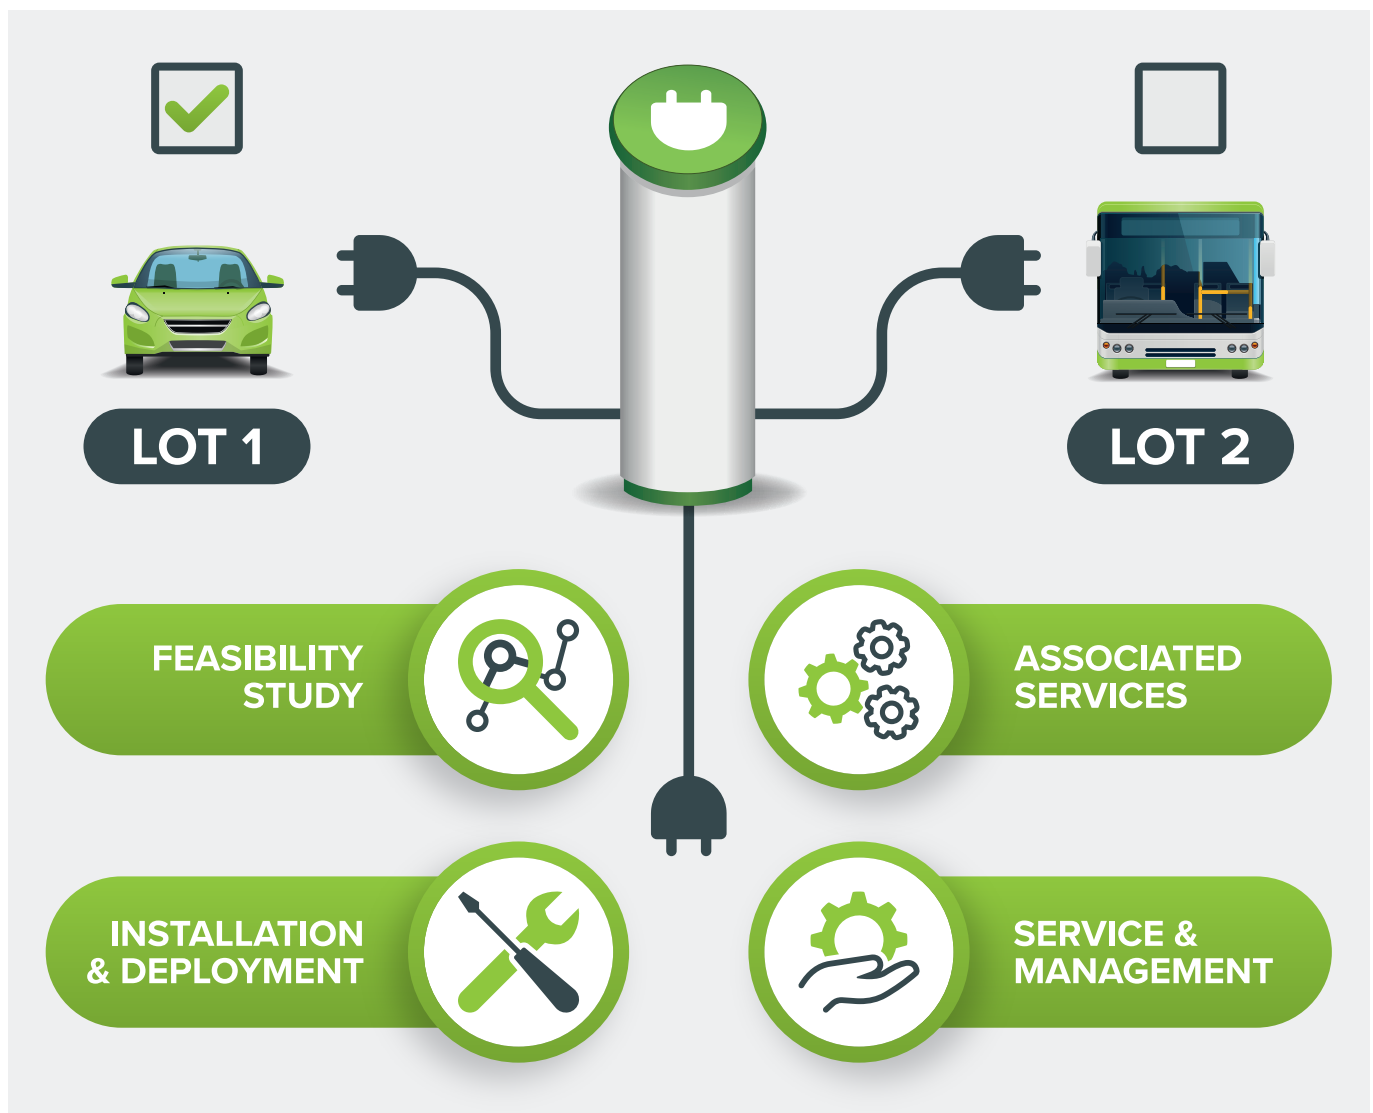 LOT 1
LOT 2
FEASIBILITY
STUDY
ASSOCIATED
SERVICES
INSTALLATION
& DEPLOYMENT
SERVICE &
MANAGEMENT